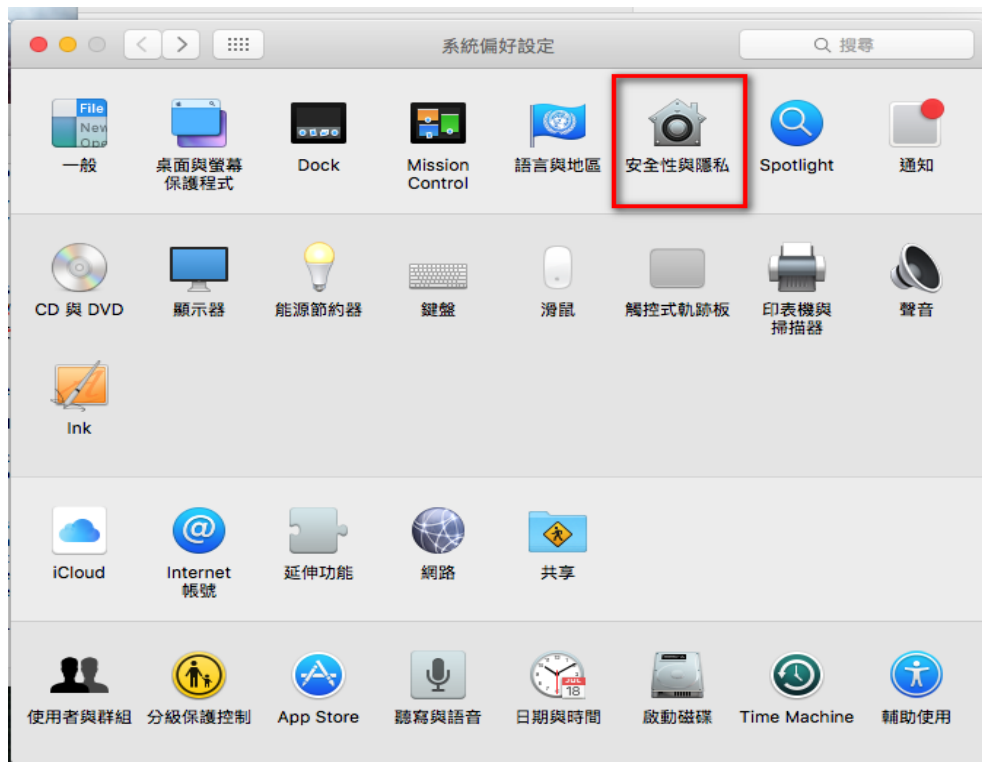 系統偏好設定
搜尋
File
New
Ope
一般
桌面與螢幕
保護程式
Dock
Mission
Control
語言與地區
安全性與隱私
Spotlight
通知
CD 與 DVD
顯示器
能源節約器
鍵盤
滑鼠
觸控式軌跡板
印表機與
掃描器
聲音
Ink
iCloud
Internet
帳號
延伸功能
網路
共享
使用者與群組
分級保護控制
App Store
聽寫與語音
JUL
18
日期與時間
啟動磁碟
Time Machine
輔助使用